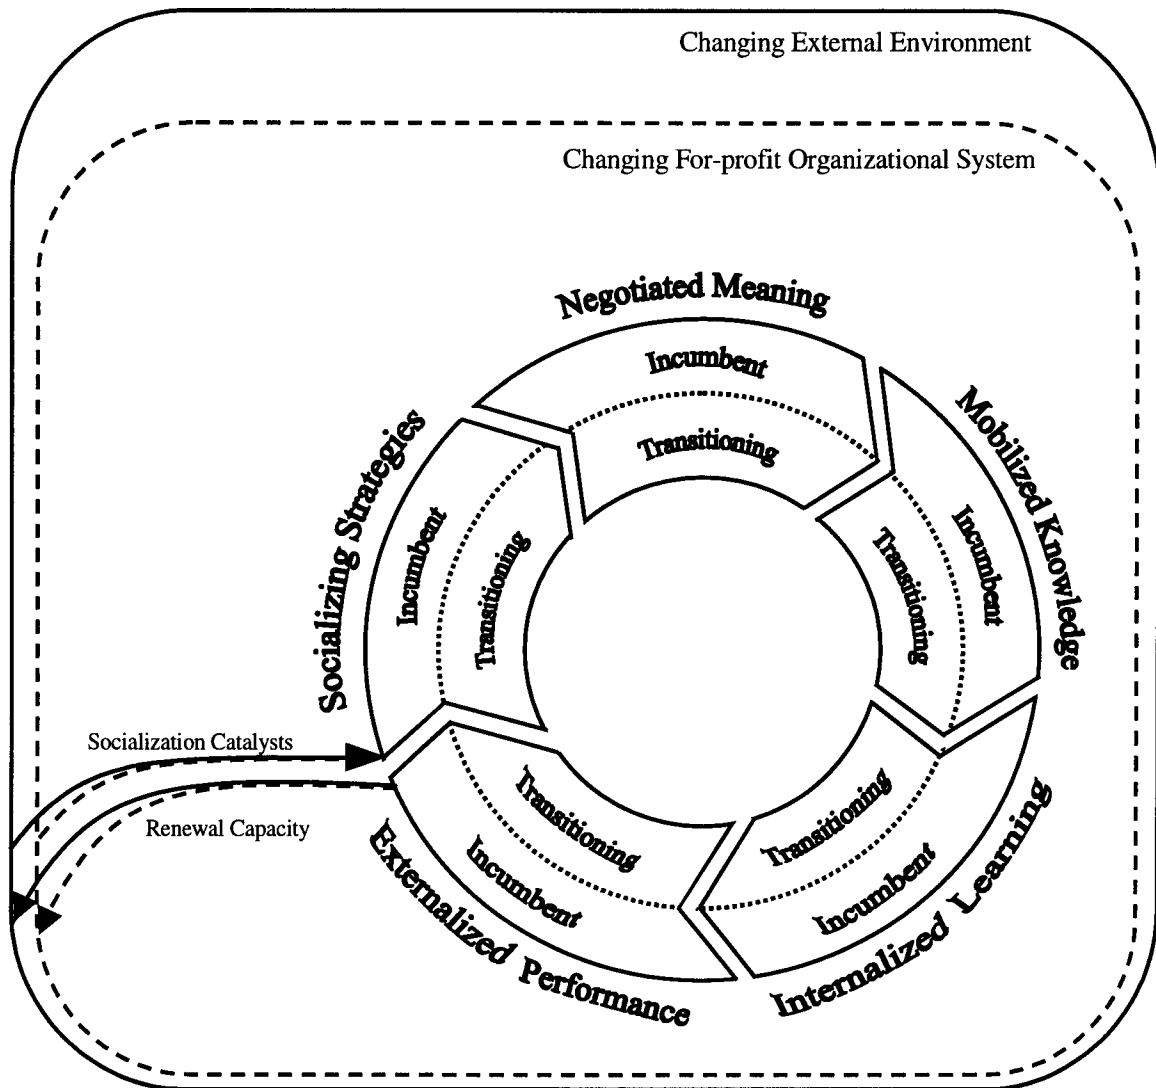 Changing External Environment
Changing For-profit Organizational System
Negotiated Meaning
Incumbent
Transitioning
Mobilized Knowledge
Incumbent
Transitioning
Socializing Strategies
Incumbent
Transitioning
Socialization Catalysts
Renewal Capacity
Transitioning
Incumbent
Externalized Performance
Transitioning
Incumbent
Internalized Learning